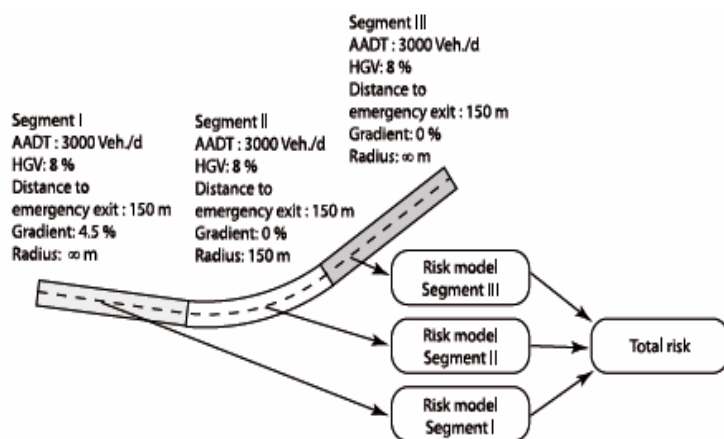 Segment III
AADT : 3000 Veh./d
HGV: 8 %
Distance to
emergency exit : 150 m
Gradient: 0 %
Radius: ∞ m
Segment I
AADT : 3000 Veh./d
HGV: 8 %
Distance to
emergency exit : 150 m
Gradient: 4.5 %
Radius: ∞ m
Segment II
AADT : 3000 Veh./d
HGV: 8 %
Distance to
emergency exit : 150 m
Gradient: 0 %
Radius: 150 m
Risk model
Segment III
Risk model
Segment II
Risk model
Segment I
Total risk